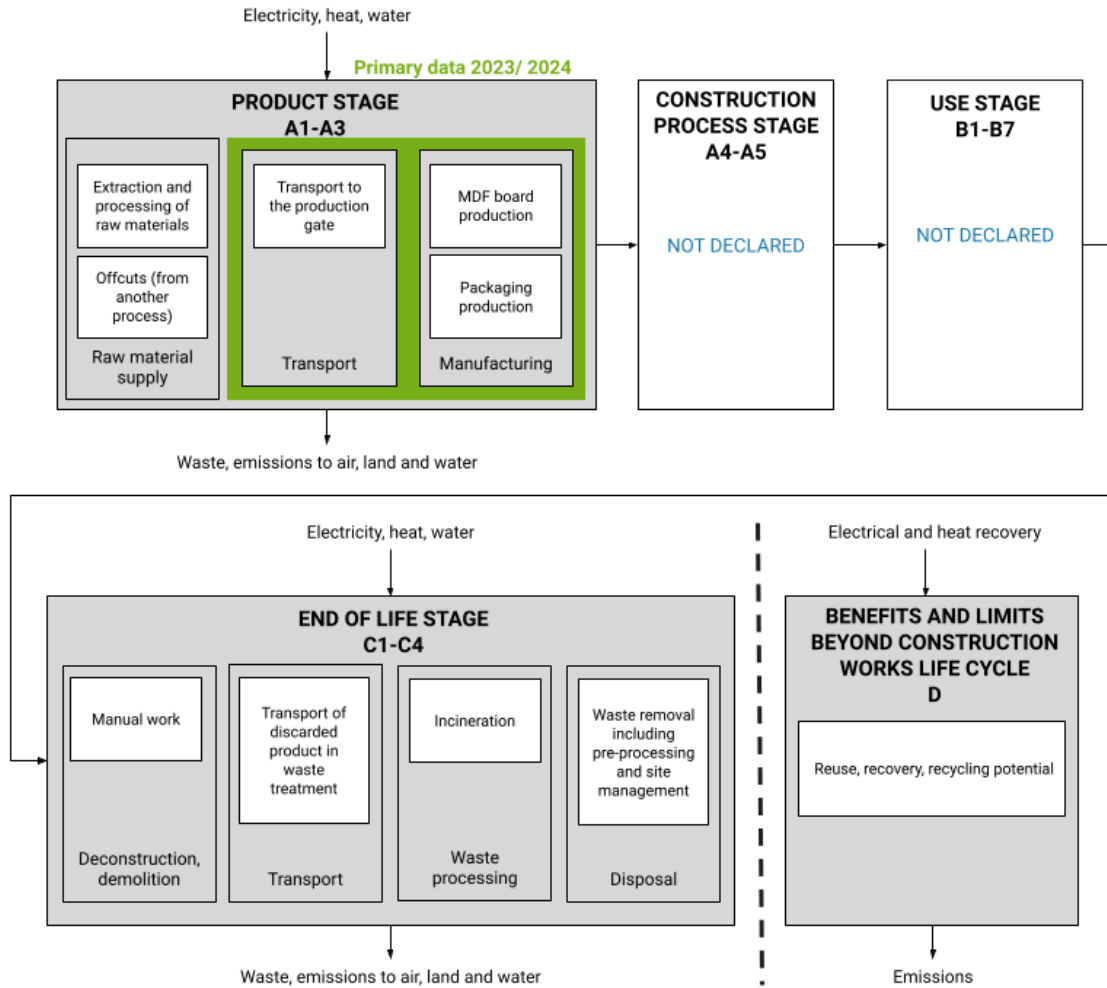 Electricity, heat, water
Primary data 2023/ 2024
PRODUCT STAGE
A1-A3
Extraction and
processing of
raw materials
Offcuts (from
another
process)
Raw material
supply
Transport to
the production
gate
Transport
MDF board
production
Packaging
production
Manufacturing
CONSTRUCTION
PROCESS STAGE
A4-A5
NOT DECLARED
USE STAGE
B1-B7
NOT DECLARED
Waste, emissions to air, land and water
Electricity, heat, water
END OF LIFE STAGE
C1-C4
Manual work
Deconstruction,
demolition
Transport of
discarded
product in
waste
treatment
Transport
Incineration
Waste
processing
Waste removal
including
pre-processing
and site
management
Disposal
Waste, emissions to air, land and water
Electrical and heat recovery
BENEFITS AND LIMITS
BEYOND CONSTRUCTION
WORKS LIFE CYCLE
D
Reuse, recovery, recycling potential
Emissions